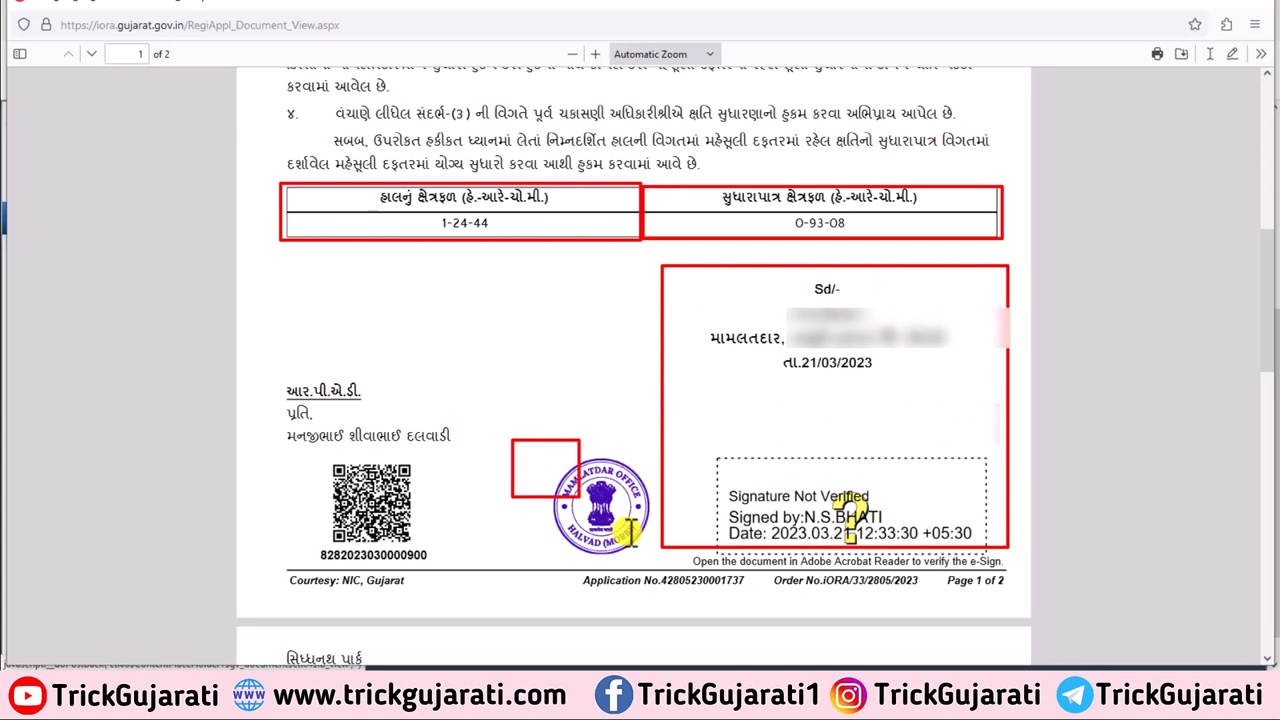 https://iora.gujarat.gov.in/RegiAppl_Document_View.aspx
1 of 2
Automatic Zoom
કરવામાં આવેલ છે.
૪. વંચાણે લીધેલ સંદર્ભ-(૩) ની વિગતે પૂર્વ ચકાસણી અધિકારીશ્રીએ ક્ષતિ સુધારણાનો હુકમ કરવા અભિપ્રાય આપેલ છે.
સબબ, ઉપરોકત હકીકત ધ્યાનમાં લેતાં નિમ્નદર્શિત હાલની વિગતમાં મહેસૂલી દફતરમાં રહેલ ક્ષતિનો સુધારાપાત્ર વિગતમાં
દર્શાવેલ મહેસૂલી દફતરમાં યોગ્ય સુધારો કરવા આથી હુકમ કરવામાં આવે છે.
હાલનું ક્ષેત્રફળ (હે.-આરે-ચો.મી.) સુધારાપાત્ર ક્ષેત્રફળ (હે.-આરે-ચો.મી.)
1-24-44 0-93-08
Sd/-
મામલતદાર,
તા.21/03/2023
આર.પી.એ.ડી.
પ્રતિ,
મનજીભાઈ શીવાભાઈ દલવાડી
MAMLATDAR OFFICE
HALVAD
Signature Not Verified
Signed by:N.S.BHATI
Date: 2023.03.21 12:33:30 +05:30
8282023030000900
Open the document in Adobe Acrobat Reader to verify the e-Sign.
Courtesy: NIC, Gujarat Application No.42805230001737 Order No.iORA/33/2805/2023 Page 1 of 2
સિધ્ધનથ પાર્ક
TrickGujarati www.trickgujarati.com TrickGujarati1 TrickGujarati TrickGujarati